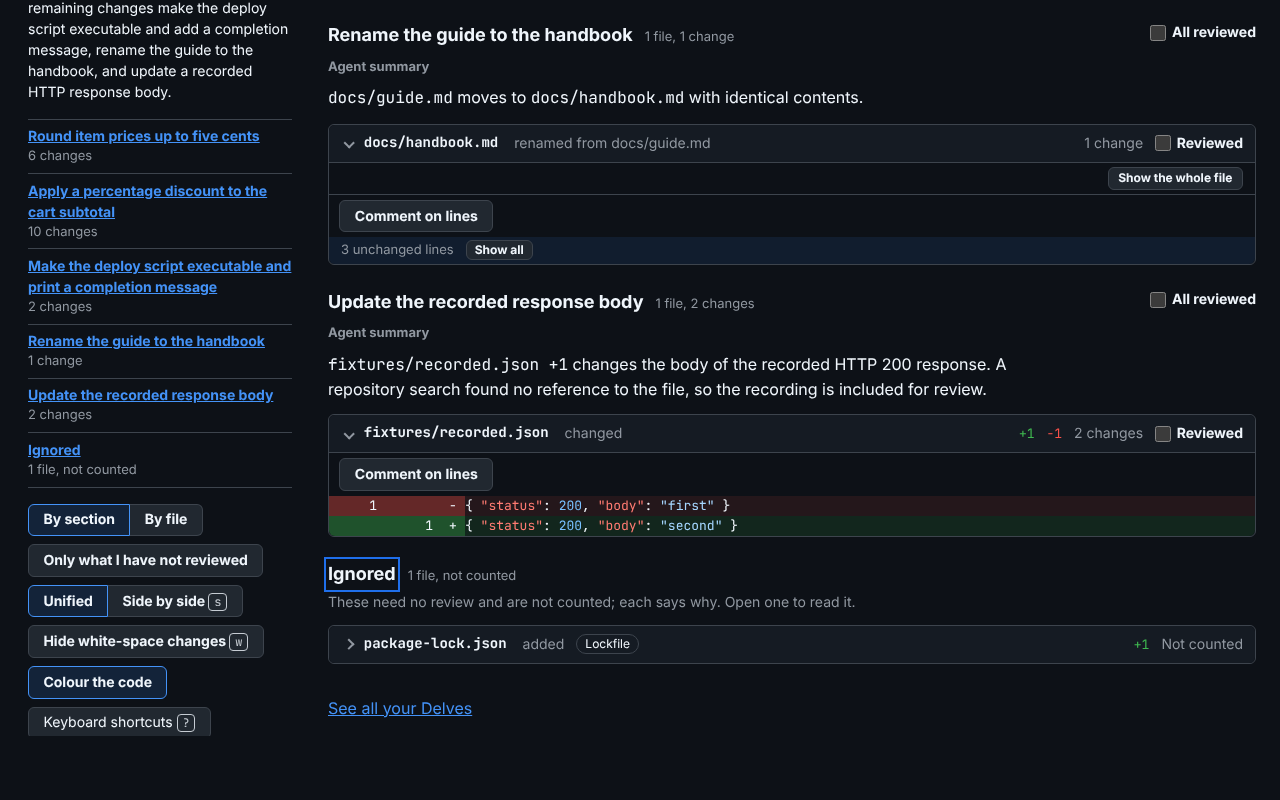 remaining changes make the deploy
script executable and add a completion
message, rename the guide to the
handbook, and update a recorded
HTTP response body.
Round item prices up to five cents
6 changes
Apply a percentage discount to the
cart subtotal
10 changes
Make the deploy script executable and
print a completion message
2 changes
Rename the guide to the handbook
1 change
Update the recorded response body
2 changes
Ignored
1 file, not counted
By section By file
Only what I have not reviewed
Unified Side by side s
Hide white-space changes w
Colour the code
Keyboard shortcuts ?
Rename the guide to the handbook 1 file, 1 change All reviewed
Agent summary
docs/guide.md moves to docs/handbook.md with identical contents.
docs/handbook.md renamed from docs/guide.md 1 change Reviewed
Show the whole file
Comment on lines
3 unchanged lines Show all
Update the recorded response body 1 file, 2 changes All reviewed
Agent summary
fixtures/recorded.json +1 changes the body of the recorded HTTP 200 response. A
repository search found no reference to the file, so the recording is included for review.
fixtures/recorded.json changed +1 -1 2 changes Reviewed
Comment on lines
1 - { "status": 200, "body": "first" }
1 + { "status": 200, "body": "second" }
Ignored 1 file, not counted
These need no review and are not counted; each says why. Open one to read it.
package-lock.json added Lockfile +1 Not counted
See all your Delves